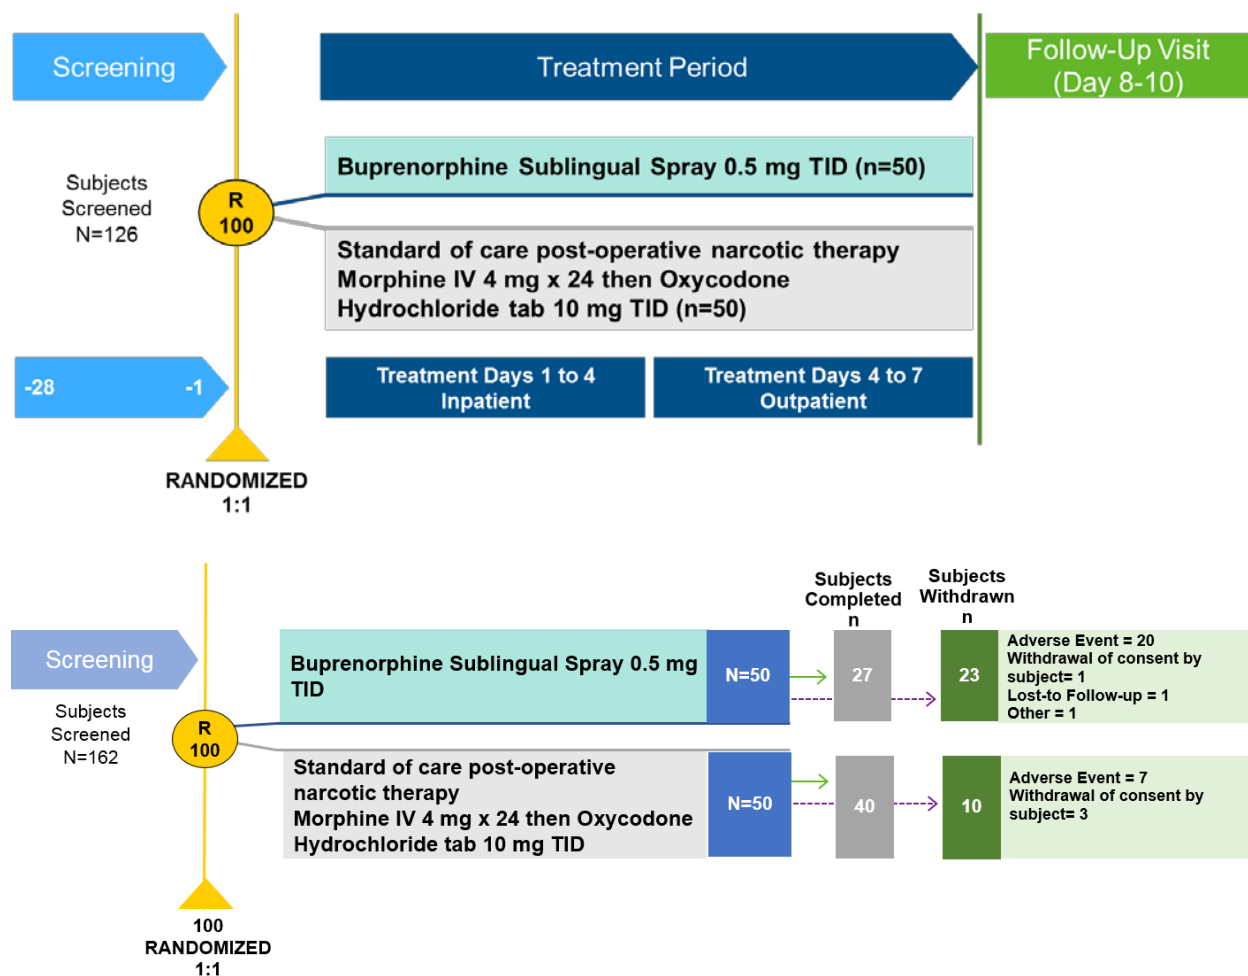 Screening
Treatment Period
Follow-Up Visit
(Day 8-10)
Subjects
Screened
N=126
R
100
Buprenorphine Sublingual Spray 0.5 mg TID (n=50)
Standard of care post-operative narcotic therapy
Morphine IV 4 mg x 24 then Oxycodone
Hydrochloride tab 10 mg TID (n=50)
-28 -1
Treatment Days 1 to 4
Inpatient
Treatment Days 4 to 7
Outpatient
RANDOMIZED
1:1
Subjects
Completed
n
Subjects
Withdrawn
n
Screening
Subjects
Screened
N=162
R
100
Buprenorphine Sublingual Spray 0.5 mg
TID
N=50
27
23
Adverse Event = 20
Withdrawal of consent by
subject= 1
Lost-to Follow-up = 1
Other = 1
Standard of care post-operative
narcotic therapy
Morphine IV 4 mg x 24 then Oxycodone
Hydrochloride tab 10 mg TID
N=50
40
10
Adverse Event = 7
Withdrawal of consent by
subject= 3
100
RANDOMIZED
1:1